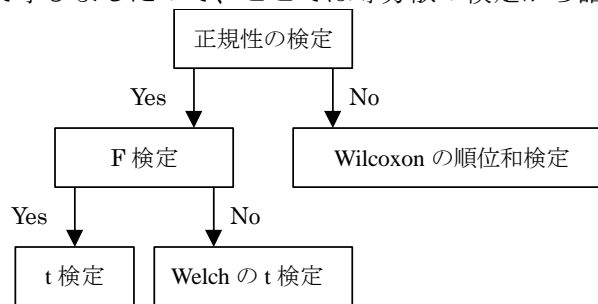 正規性の検定
Yes
No
F 検定
Wilcoxon の順位和検定
Yes
No
t 検定
Welch の t 検定